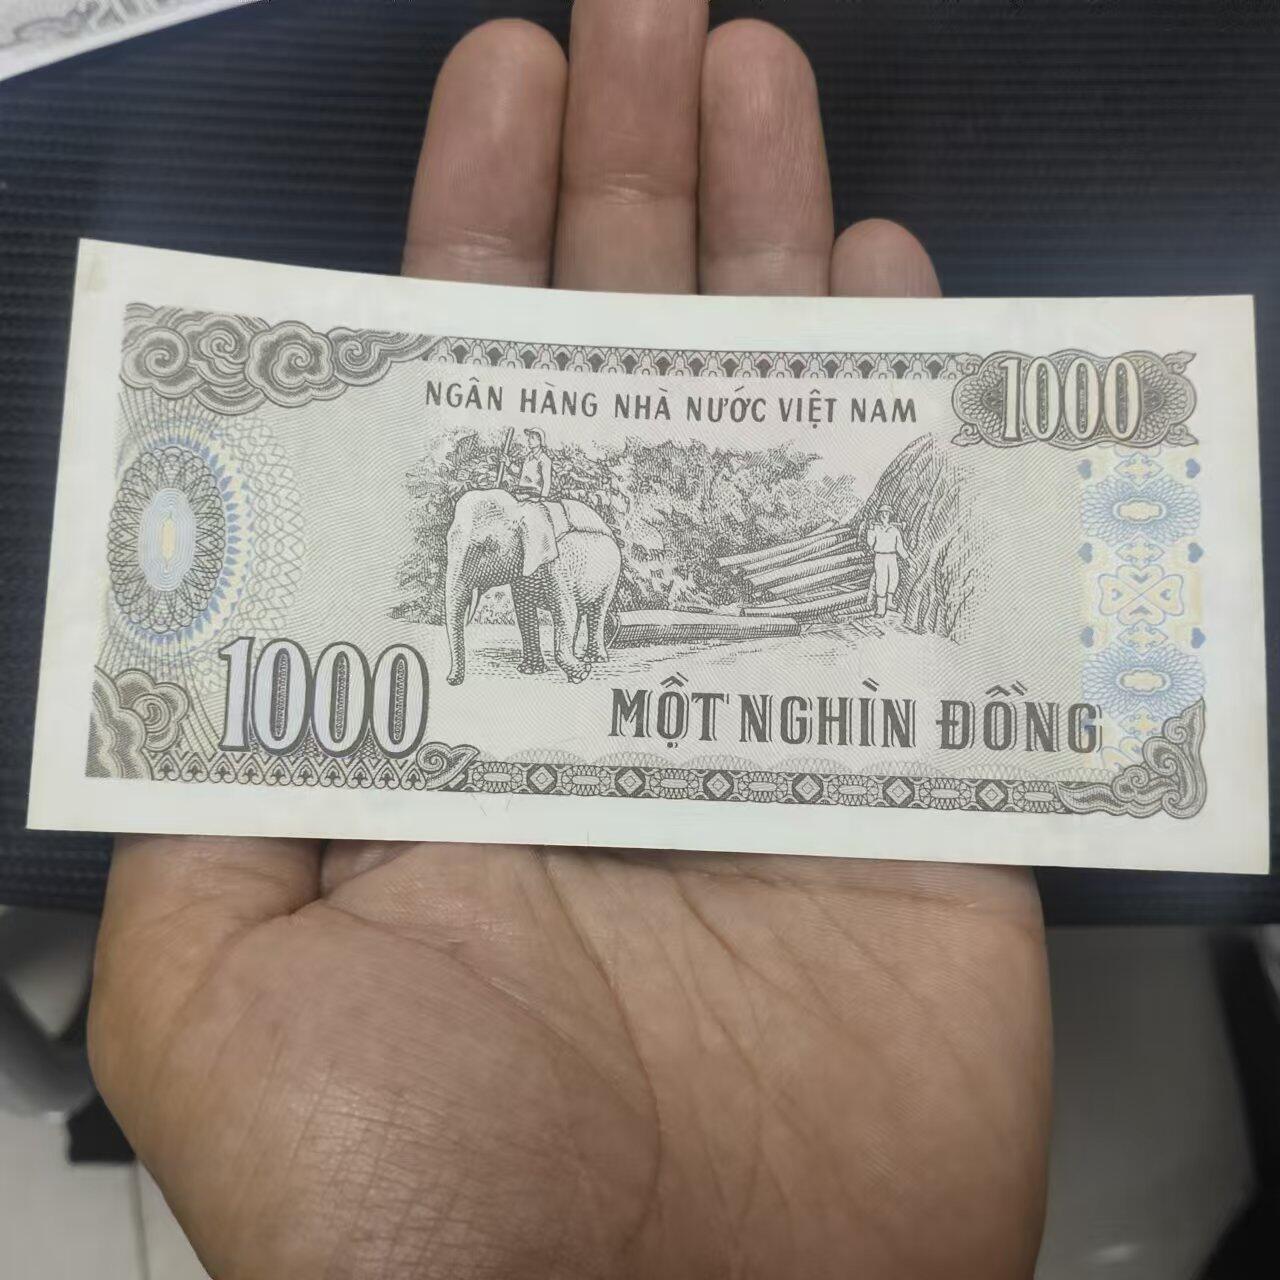 NGÂN HÀNG NHÀ NƯỚC VIỆT NAM
1000
1000
MỘT NGHÌN ĐỒNG